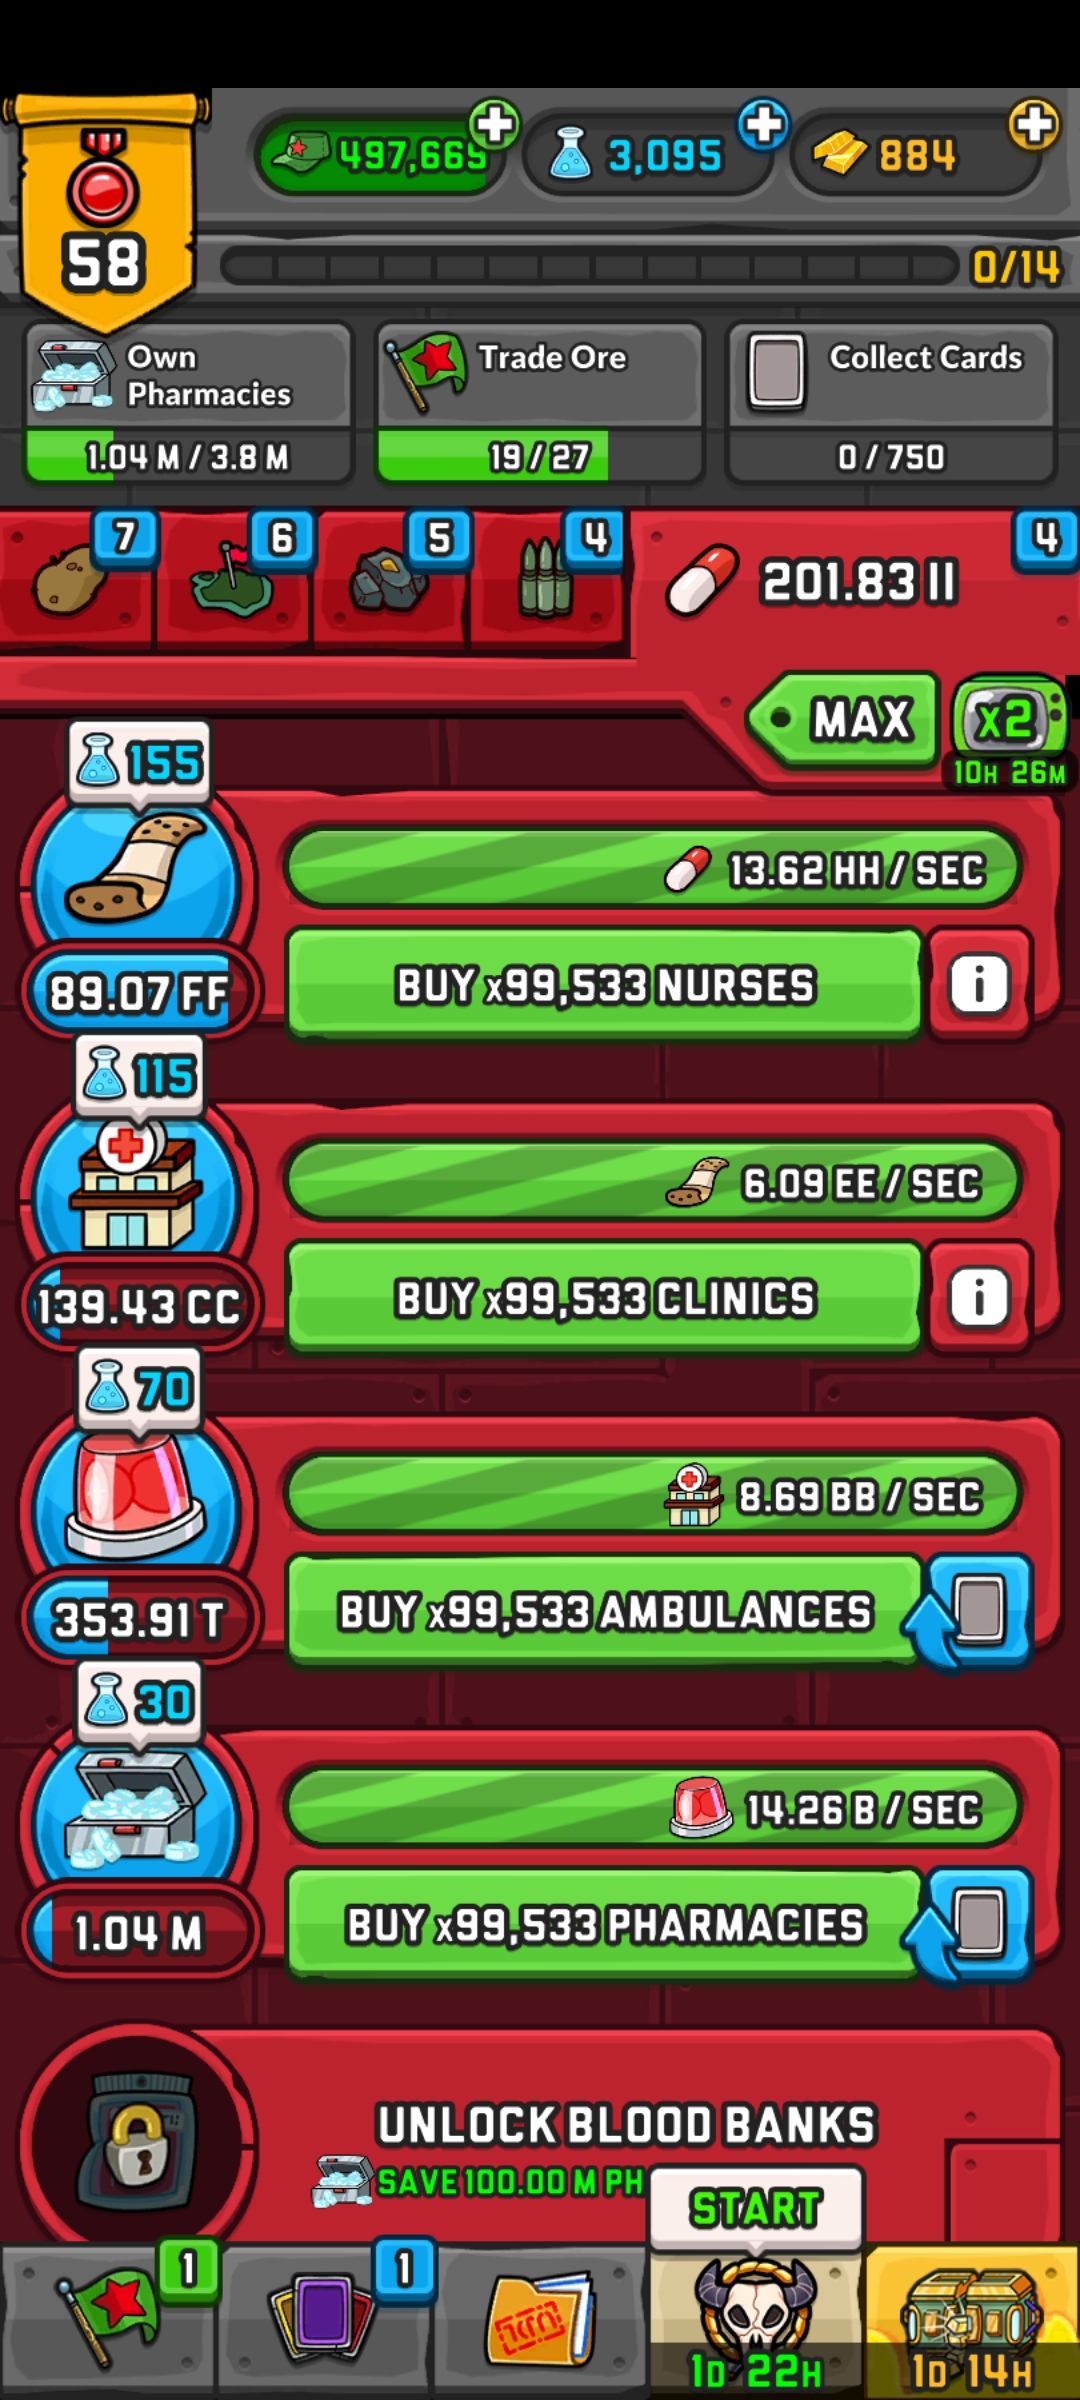 58
497,669
3,095
884
0/14
Own
Pharmacies
1.04 M / 3.8 M
Trade Ore
19 / 27
Collect Cards
0 / 750
7
6
5
4
201.83 II
4
MAX
x2
10H 26M
155
13.62 HH / SEC
89.07 FF
BUY x99,533 NURSES
i
115
6.09 EE / SEC
139.43 CC
BUY x99,533 CLINICS
i
70
8.69 BB / SEC
353.91 T
BUY x99,533 AMBULANCES
30
14.26 B / SEC
1.04 M
BUY x99,533 PHARMACIES
UNLOCK BLOOD BANKS
SAVE 100.00 M PH
START
1
1
1D 22H
1D 14H